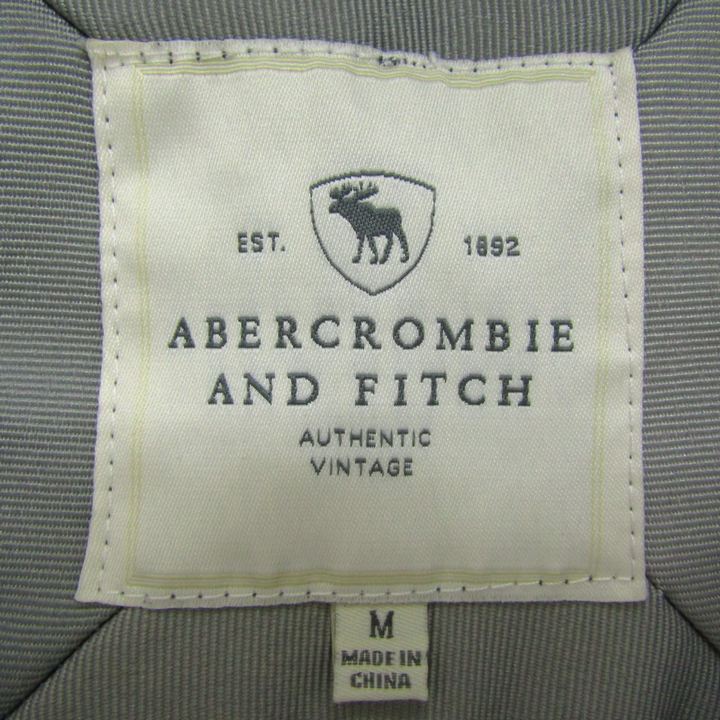 EST. 1892
ABERCROMBIE
AND FITCH
AUTHENTIC
VINTAGE
M
MADE IN
CHINA